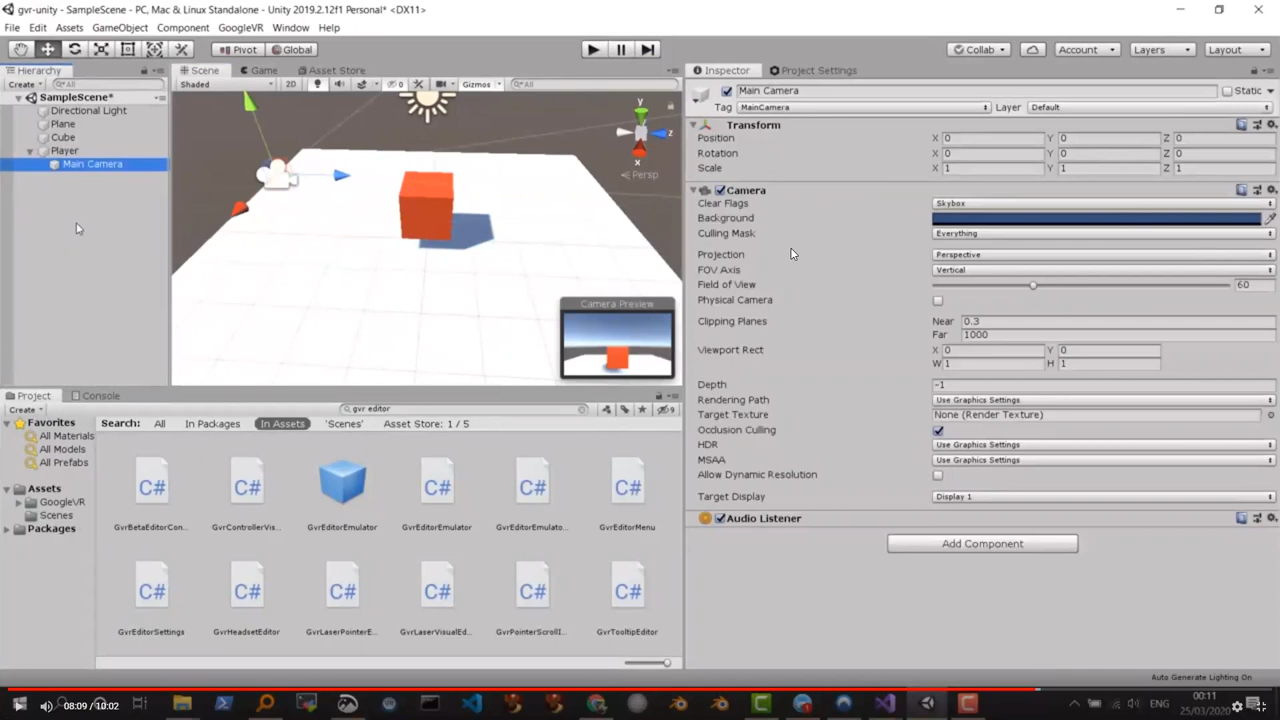 gvr-unity - SampleScene - PC, Mac & Linux Standalone - Unity 2019.2.12f1 Personal* <DX11>
File Edit Assets GameObject Component GoogleVR Window Help
Pivot Global Collab Account Layers Layout
Hierarchy
Create All
SampleScene*
Directional Light
Plane
Cube
Player
Main Camera
Scene Game Asset Store
Shaded 2D 0 Gizmos All
y
z
x
Persp
Camera Preview
Inspector Project Settings
Main Camera Static
Tag MainCamera Layer Default
Transform
Position X 0 Y 0 Z 0
Rotation X 0 Y 0 Z 0
Scale X 1 Y 1 Z 1
Camera
Clear Flags Skybox
Background
Culling Mask Everything
Projection Perspective
FOV Axis Vertical
Field of View 60
Physical Camera
Clipping Planes Near 0.3
Far 1000
Viewport Rect X 0 Y 0
W 1 H 1
Depth -1
Rendering Path Use Graphics Settings
Target Texture None (Render Texture)
Occlusion Culling
HDR Use Graphics Settings
MSAA Use Graphics Settings
Allow Dynamic Resolution
Target Display Display 1
Audio Listener
Add Component
Project Console
Create gvr editor 9
Favorites
All Materials
All Models
All Prefabs
Assets
GoogleVR
Scenes
Packages
Search: All In Packages In Assets 'Scenes' Asset Store: 1 / 5
C# C# C# C# C#
GvrBetaEditorCon... GvrControllerVis... GvrEditorEmulator GvrEditorEmulator GvrEditorEmulato... GvrEditorMenu
C# C# C# C# C# C#
GvrEditorSettings GvrHeadsetEditor GvrLaserPointerE... GvrLaserVisualEd... GvrPointerScrollI... GvrTooltipEditor
Auto Generate Lighting On
08:09 / 10:02
ENG
00:11
25/03/2020